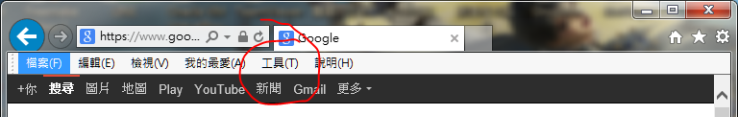 https://www.goo... Google
檔案(F) 編輯(E) 檢視(V) 我的最愛(A) 工具(T) 說明(H)
+你 搜尋 圖片 地圖 Play YouTube 新聞 Gmail 更多